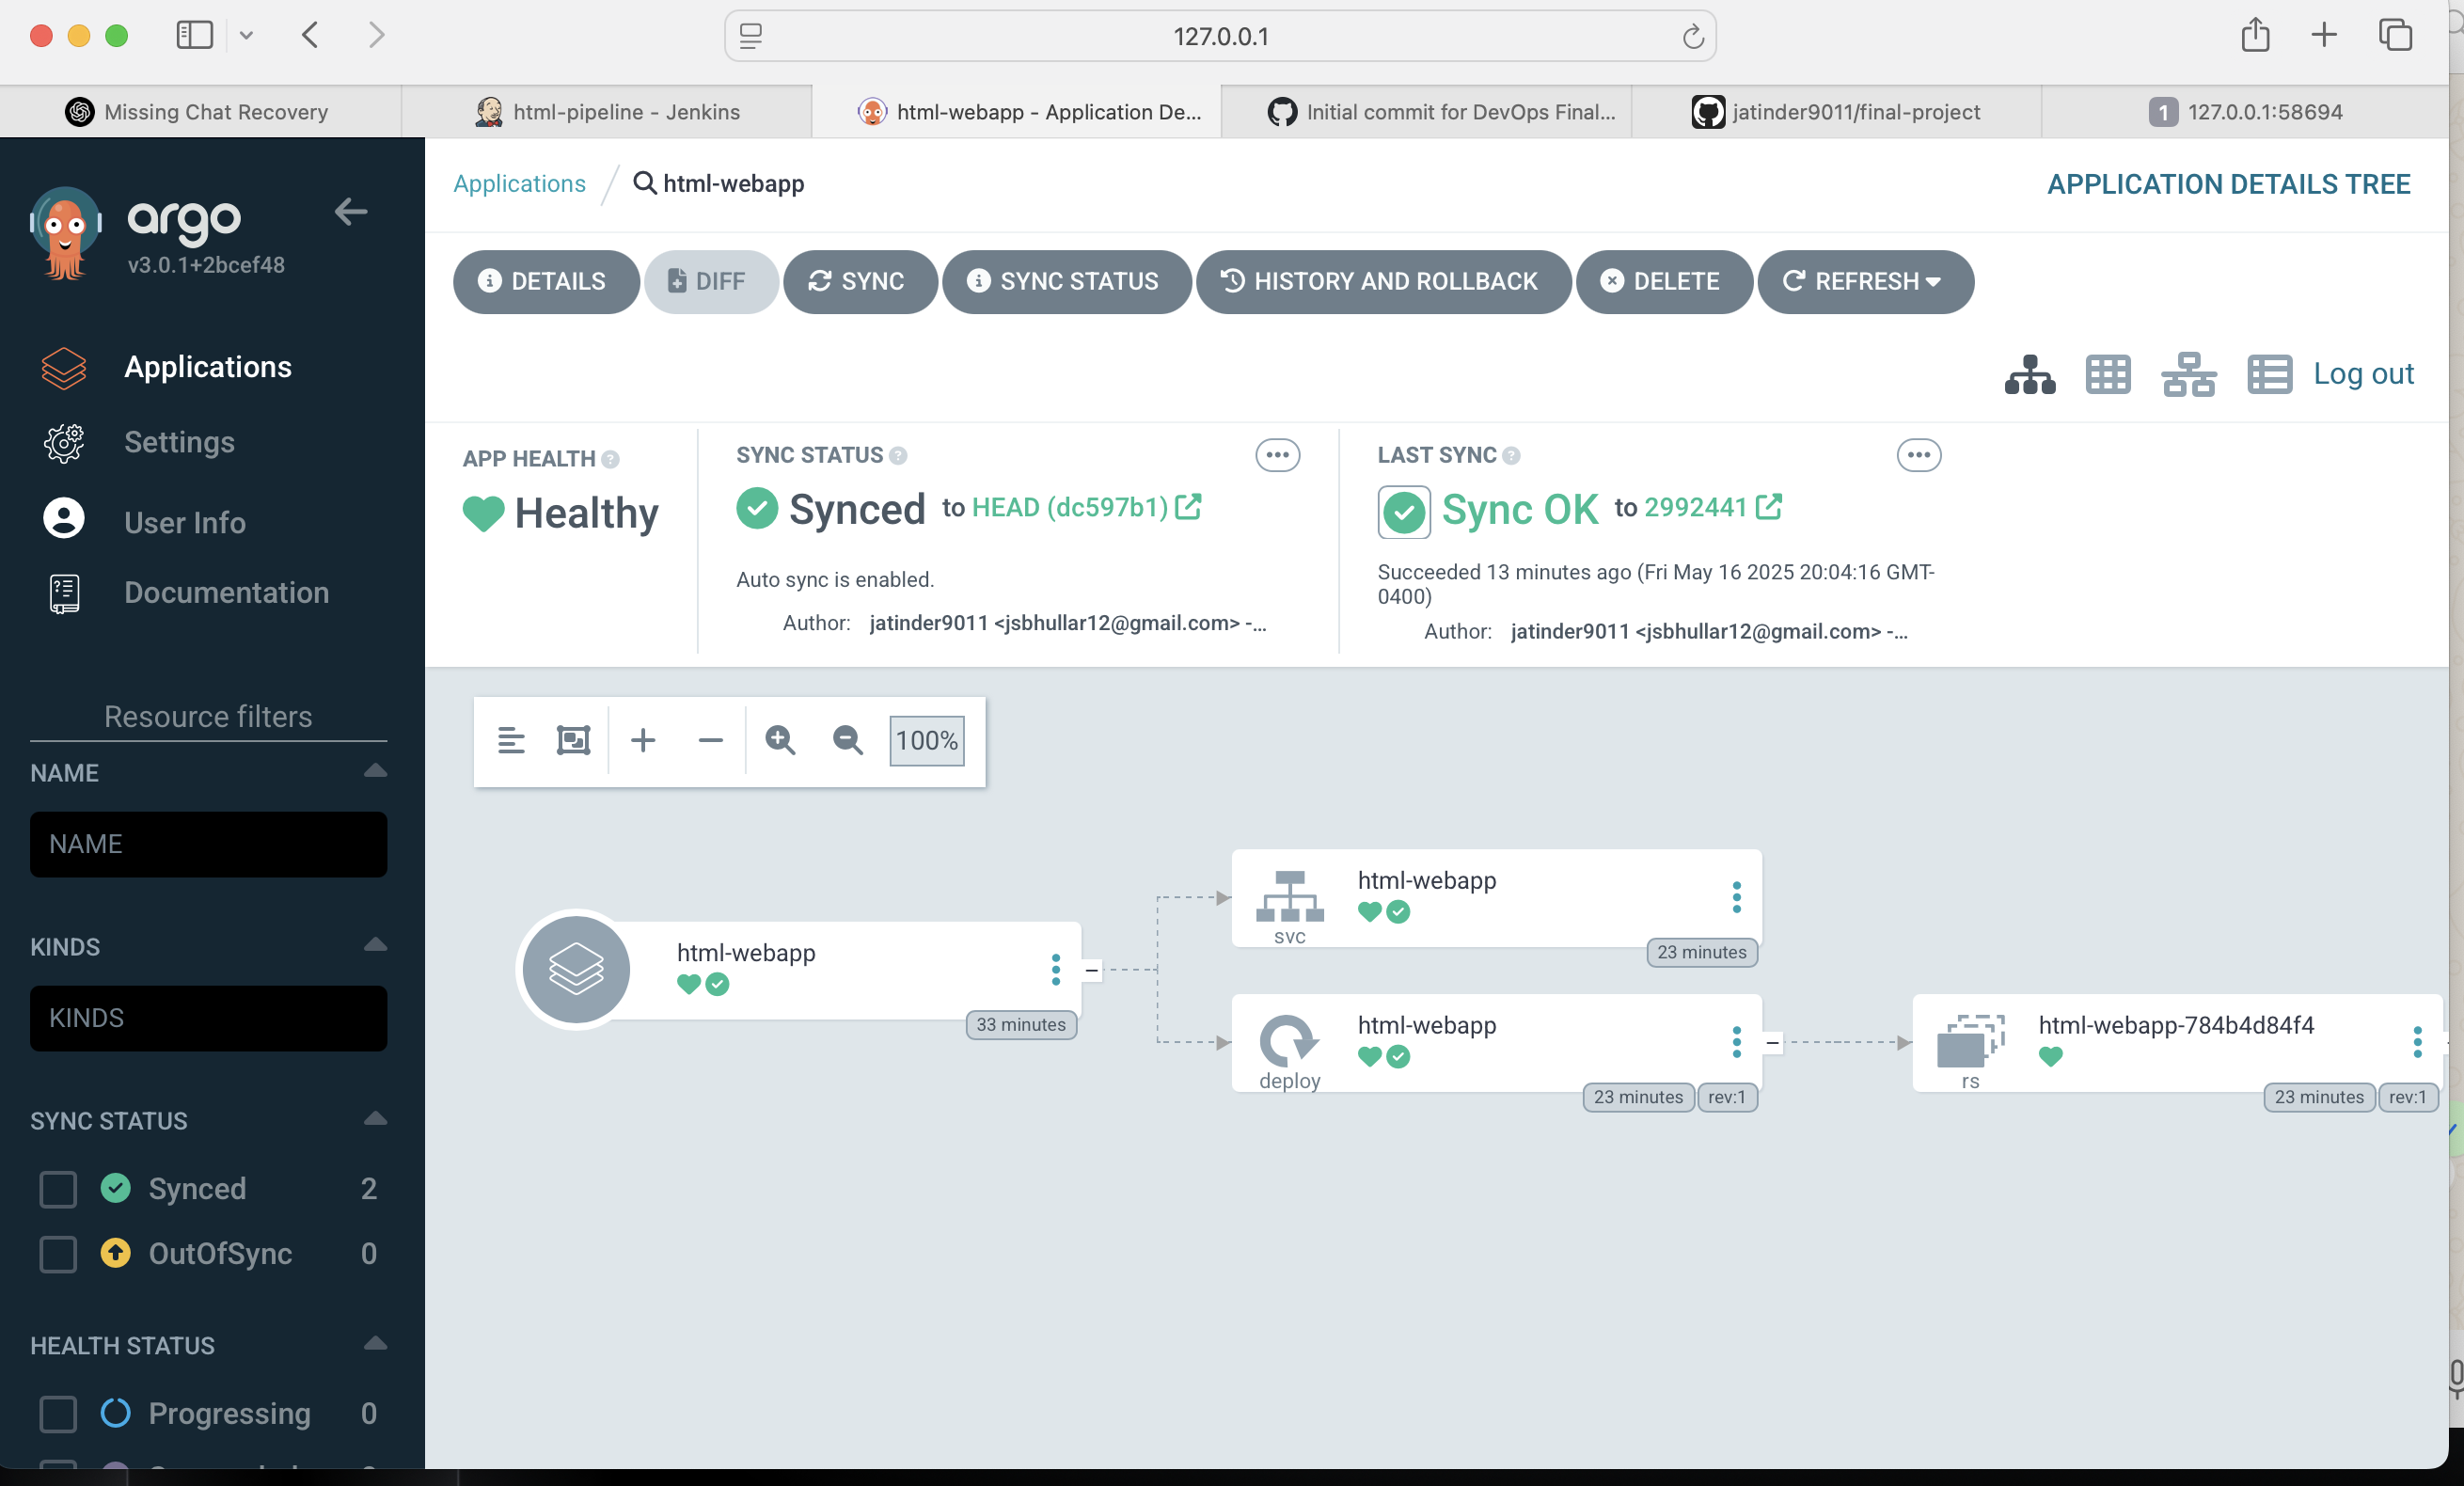 127.0.0.1
Missing Chat Recovery
html-pipeline - Jenkins
html-webapp - Application De...
Initial commit for DevOps Final...
jatinder9011/final-project
1 127.0.0.1:58694
argo
v3.0.1+2bcef48
Applications
Settings
User Info
Documentation
Resource filters
NAME
NAME
KINDS
KINDS
SYNC STATUS
Synced 2
OutOfSync 0
HEALTH STATUS
Progressing 0
Applications / html-webapp
APPLICATION DETAILS TREE
DETAILS
DIFF
SYNC
SYNC STATUS
HISTORY AND ROLLBACK
DELETE
REFRESH
Log out
APP HEALTH ?
Healthy
SYNC STATUS ?
Synced to HEAD (dc597b1)
Auto sync is enabled.
Author: jatinder9011 <jsbhullar12@gmail.com> -...
LAST SYNC ?
Sync OK to 2992441
Succeeded 13 minutes ago (Fri May 16 2025 20:04:16 GMT-
0400)
Author: jatinder9011 <jsbhullar12@gmail.com> -...
100%
html-webapp
33 minutes
html-webapp
svc
23 minutes
html-webapp
deploy
23 minutes rev:1
html-webapp-784b4d84f4
rs
23 minutes rev:1